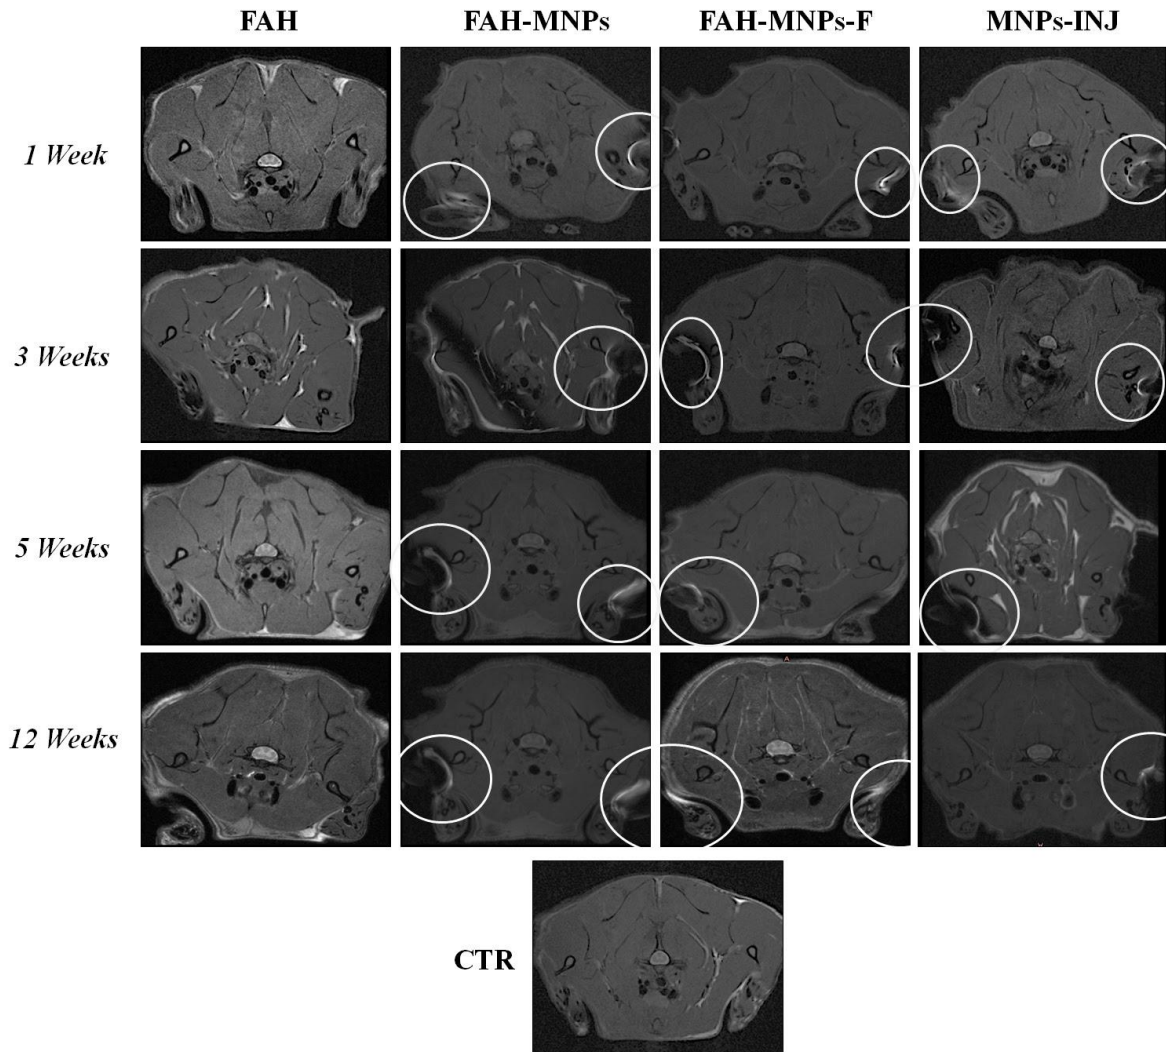 FAH FAH-MNPs FAH-MNPs-F MNPs-INJ
1 Week
3 Weeks
5 Weeks
A
12 Weeks
CTR